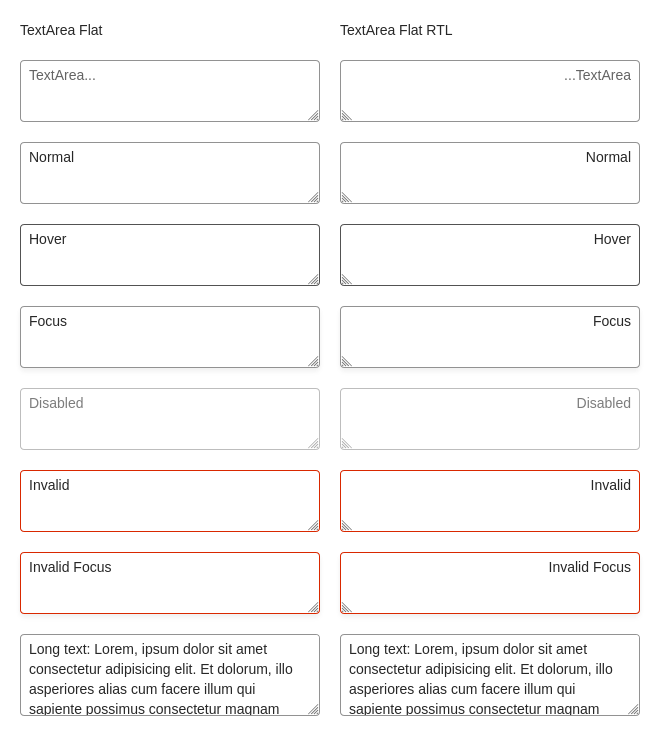 TextArea Flat
TextArea Flat RTL
TextArea...
...TextArea
Normal
Normal
Hover
Hover
Focus
Focus
Disabled
Disabled
Invalid
Invalid
Invalid Focus
Invalid Focus
Long text: Lorem, ipsum dolor sit amet
consectetur adipisicing elit. Et dolorum, illo
asperiores alias cum facere illum qui
sapiente possimus consectetur magnam
Long text: Lorem, ipsum dolor sit amet
consectetur adipisicing elit. Et dolorum, illo
asperiores alias cum facere illum qui
sapiente possimus consectetur magnam